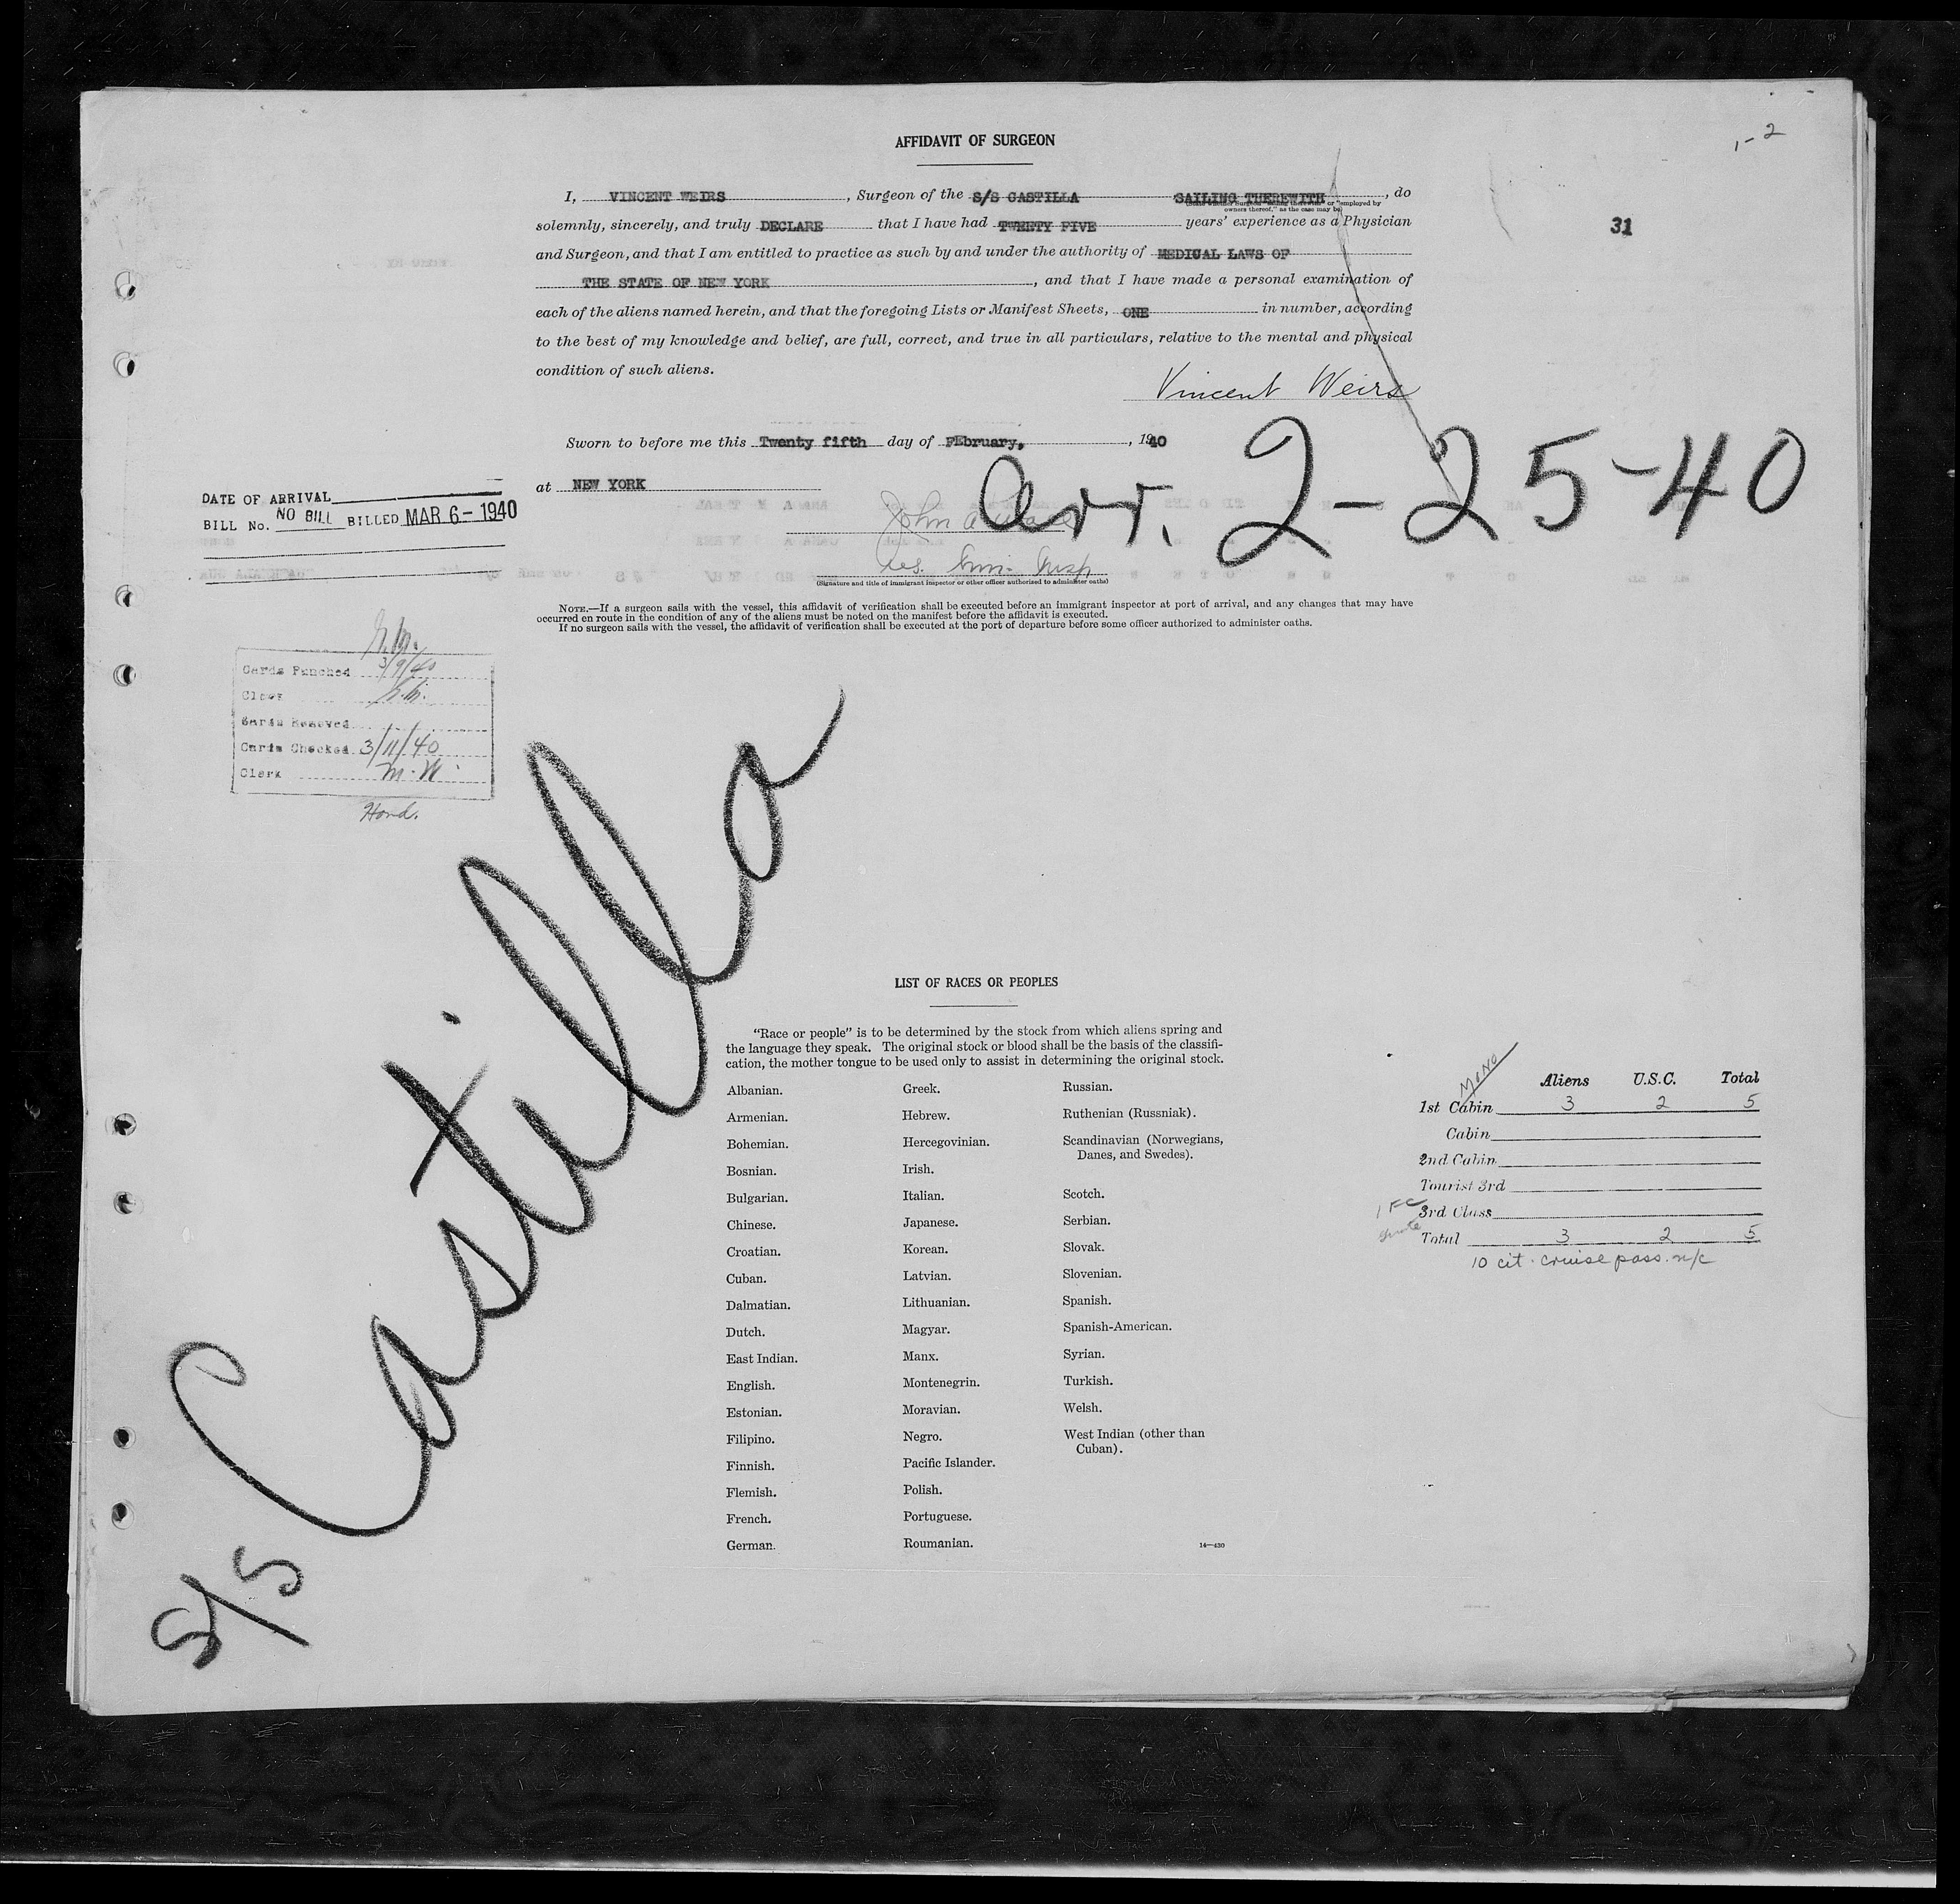 1-2
AFFIDAVIT OF SURGEON
I, VINCENT WEIRS, Surgeon of the S/S CASTILLA SAILING THEREWITH, do
owners thereof," as the case may be)
solemnly, sincerely, and truly DECLARE that I have had TWENTY FIVE years' experience as a Physician
31
and Surgeon, and that I am entitled to practice as such by and under the authority of MEDICAL LAWS OF
THE STATE OF NEW YORK, and that I have made a personal examination of
each of the aliens named herein, and that the foregoing Lists or Manifest Sheets, ONE in number, according
to the best of my knowledge and belief, are full, correct, and true in all particulars, relative to the mental and physical
condition of such aliens.
Vincent Weirs
Sworn to before me this Twenty fifth day of FEbruary, 1940
at NEW YORK
arr. 2-25-40
DATE OF ARRIVAL
BILL No. NO BILL BILLED MAR 6-1940
John A
Insp
(Signature and title of immigrant inspector or other officer authorized to administer oaths)
NOTE.—If a surgeon sails with the vessel, this affidavit of verification shall be executed before an immigrant inspector at port of arrival, and any changes that may have
occurred en route in the condition of any of the aliens must be noted on the manifest before the affidavit is executed.
If no surgeon sails with the vessel, the affidavit of verification shall be executed at the port of departure before some officer authorized to administer oaths.
Cards Punched 3/9/40
Clerk
Cards Removed
Cards Checked 3/11/40
Clerk M.W.
Hond.
S/S Castilla
LIST OF RACES OR PEOPLES
"Race or people" is to be determined by the stock from which aliens spring and
the language they speak. The original stock or blood shall be the basis of the classifi-
cation, the mother tongue to be used only to assist in determining the original stock.
Albanian.
Armenian.
Bohemian.
Bosnian.
Bulgarian.
Chinese.
Croatian.
Cuban.
Dalmatian.
Dutch.
East Indian.
English.
Estonian.
Filipino.
Finnish.
Flemish.
French.
German.
Greek.
Hebrew.
Hercegovinian.
Irish.
Italian.
Japanese.
Korean.
Latvian.
Lithuanian.
Magyar.
Manx.
Montenegrin.
Moravian.
Negro.
Pacific Islander.
Polish.
Portuguese.
Roumanian.
Russian.
Ruthenian (Russniak).
Scandinavian (Norwegians,
Danes, and Swedes).
Scotch.
Serbian.
Slovak.
Slovenian.
Spanish.
Spanish-American.
Syrian.
Turkish.
Welsh.
West Indian (other than
Cuban).
14—430
Aliens U.S.C. Total
1st Cabin 3 2 5
Cabin
2nd Cabin
Tourist 3rd
3rd Class
Total 3 2 5
10 cit. cruise pass. n/c